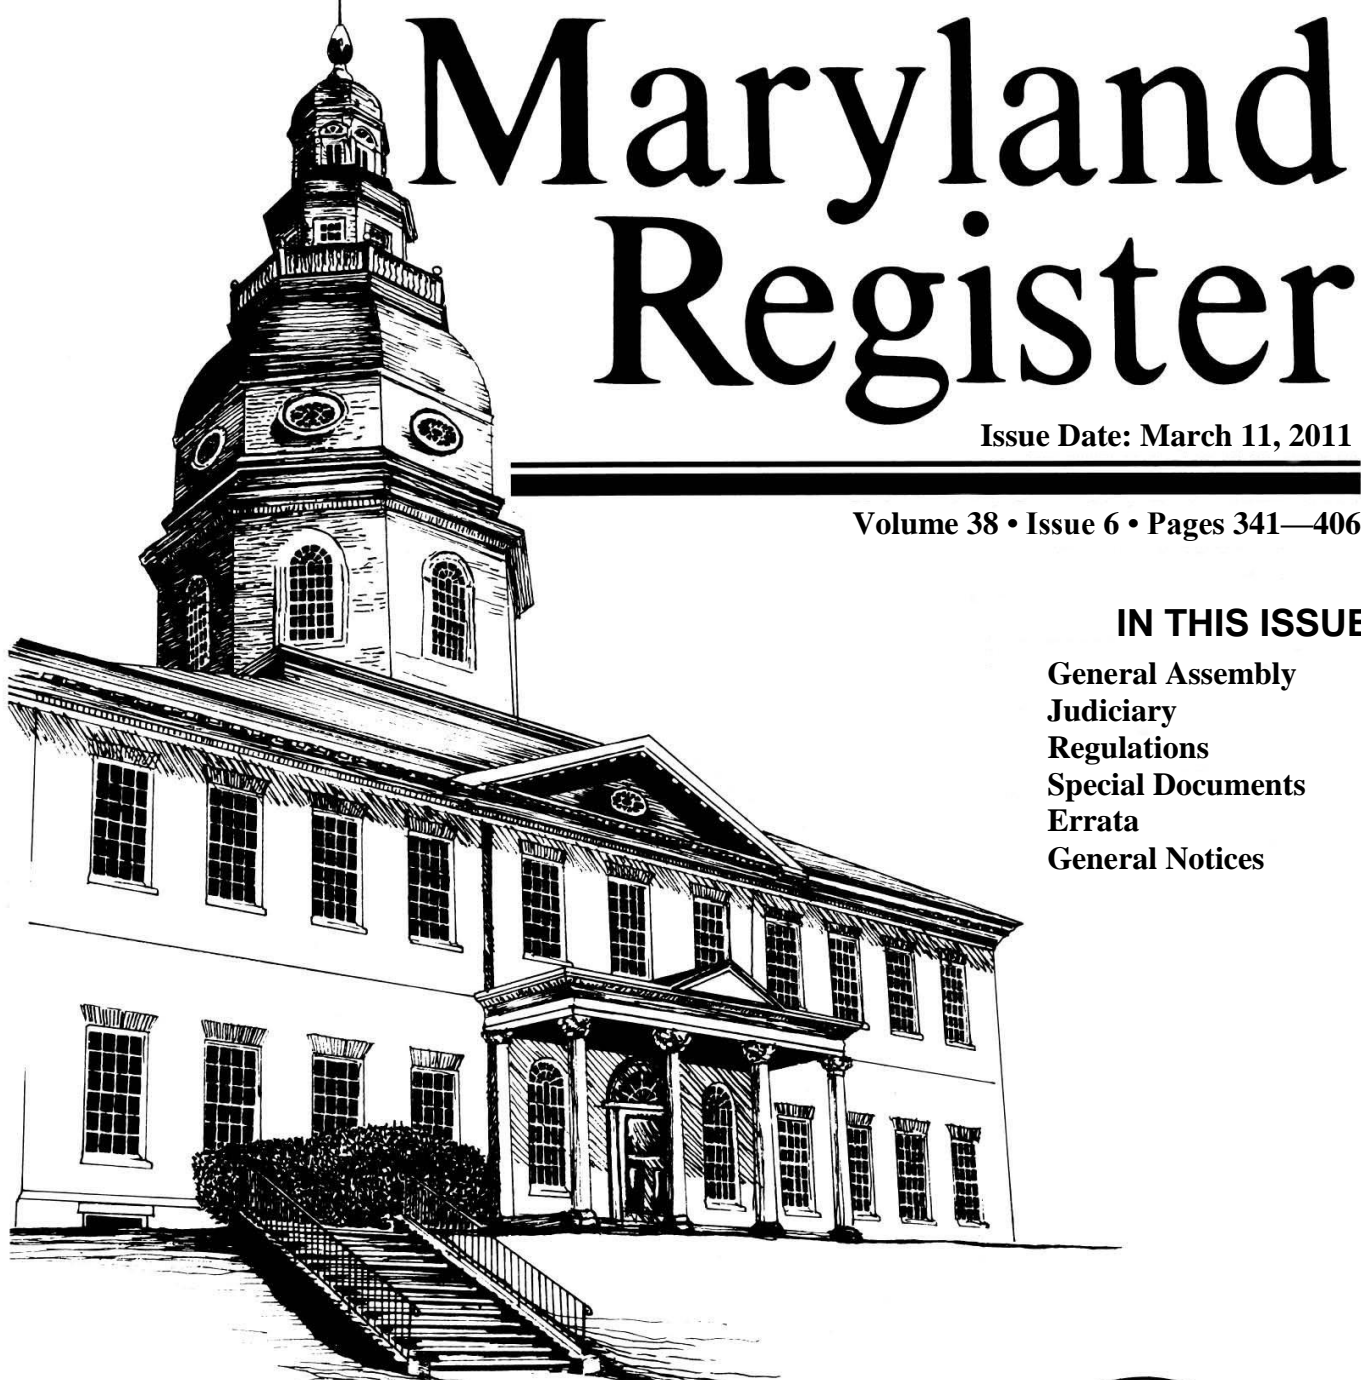 Maryland
Register
Issue Date: March 11, 2011
Volume 38 • Issue 6 • Pages 341—406
IN THIS ISSUE
General Assembly
Judiciary
Regulations
Special Documents
Errata
General Notices